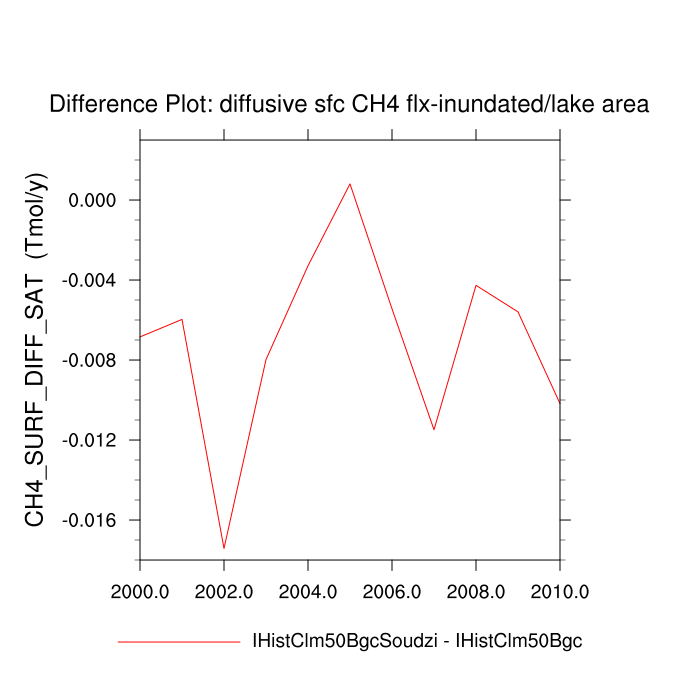 Difference Plot: diffusive sfc CH4 flx-inundated/lake area
CH4_SURF_DIFF_SAT (Tmol/y)
0.000
-0.004
-0.008
-0.012
-0.016
2000.0 2002.0 2004.0 2006.0 2008.0 2010.0
IHistClm50BgcSoudzi - IHistClm50Bgc